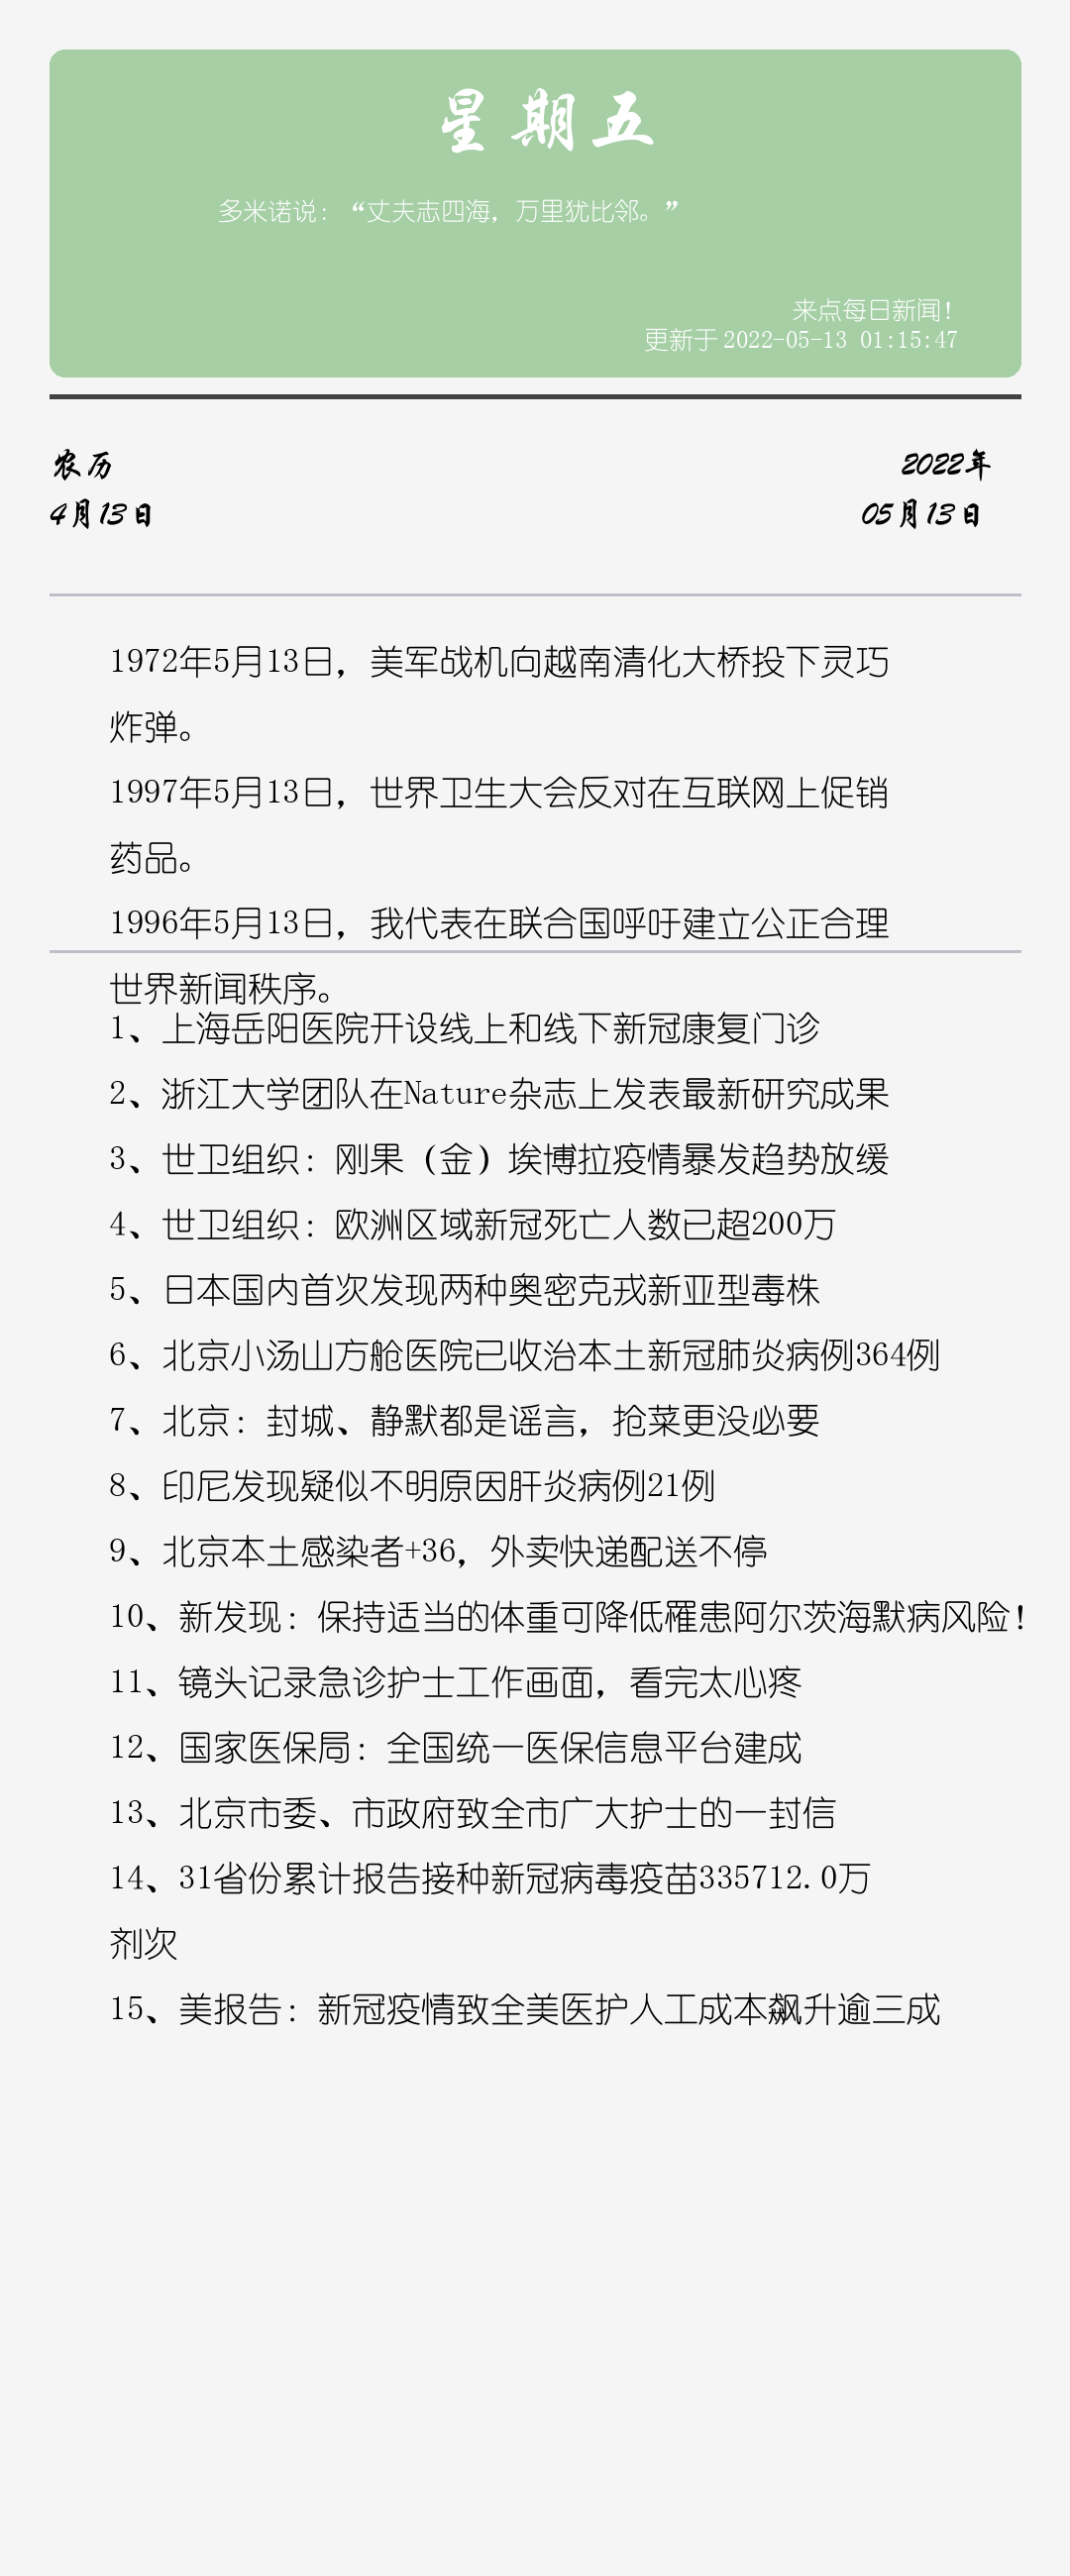 星期五
多米诺说：“丈夫志四海，万里犹比邻。”
来点每日新闻！
更新于 2022-05-13 01:15:47
农历
4月13日
2022年
05月13日
1972年5月13日，美军战机向越南清化大桥投下灵巧
炸弹。
1997年5月13日，世界卫生大会反对在互联网上促销
药品。
1996年5月13日，我代表在联合国呼吁建立公正合理
世界新闻秩序。
1、上海岳阳医院开设线上和线下新冠康复门诊
2、浙江大学团队在Nature杂志上发表最新研究成果
3、世卫组织：刚果（金）埃博拉疫情暴发趋势放缓
4、世卫组织：欧洲区域新冠死亡人数已超200万
5、日本国内首次发现两种奥密克戎新亚型毒株
6、北京小汤山方舱医院已收治本土新冠肺炎病例364例
7、北京：封城、静默都是谣言，抢菜更没必要
8、印尼发现疑似不明原因肝炎病例21例
9、北京本土感染者+36，外卖快递配送不停
10、新发现：保持适当的体重可降低罹患阿尔茨海默病风险！
11、镜头记录急诊护士工作画面，看完太心疼
12、国家医保局：全国统一医保信息平台建成
13、北京市委、市政府致全市广大护士的一封信
14、31省份累计报告接种新冠病毒疫苗335712.0万
剂次
15、美报告：新冠疫情致全美医护人工成本飙升逾三成